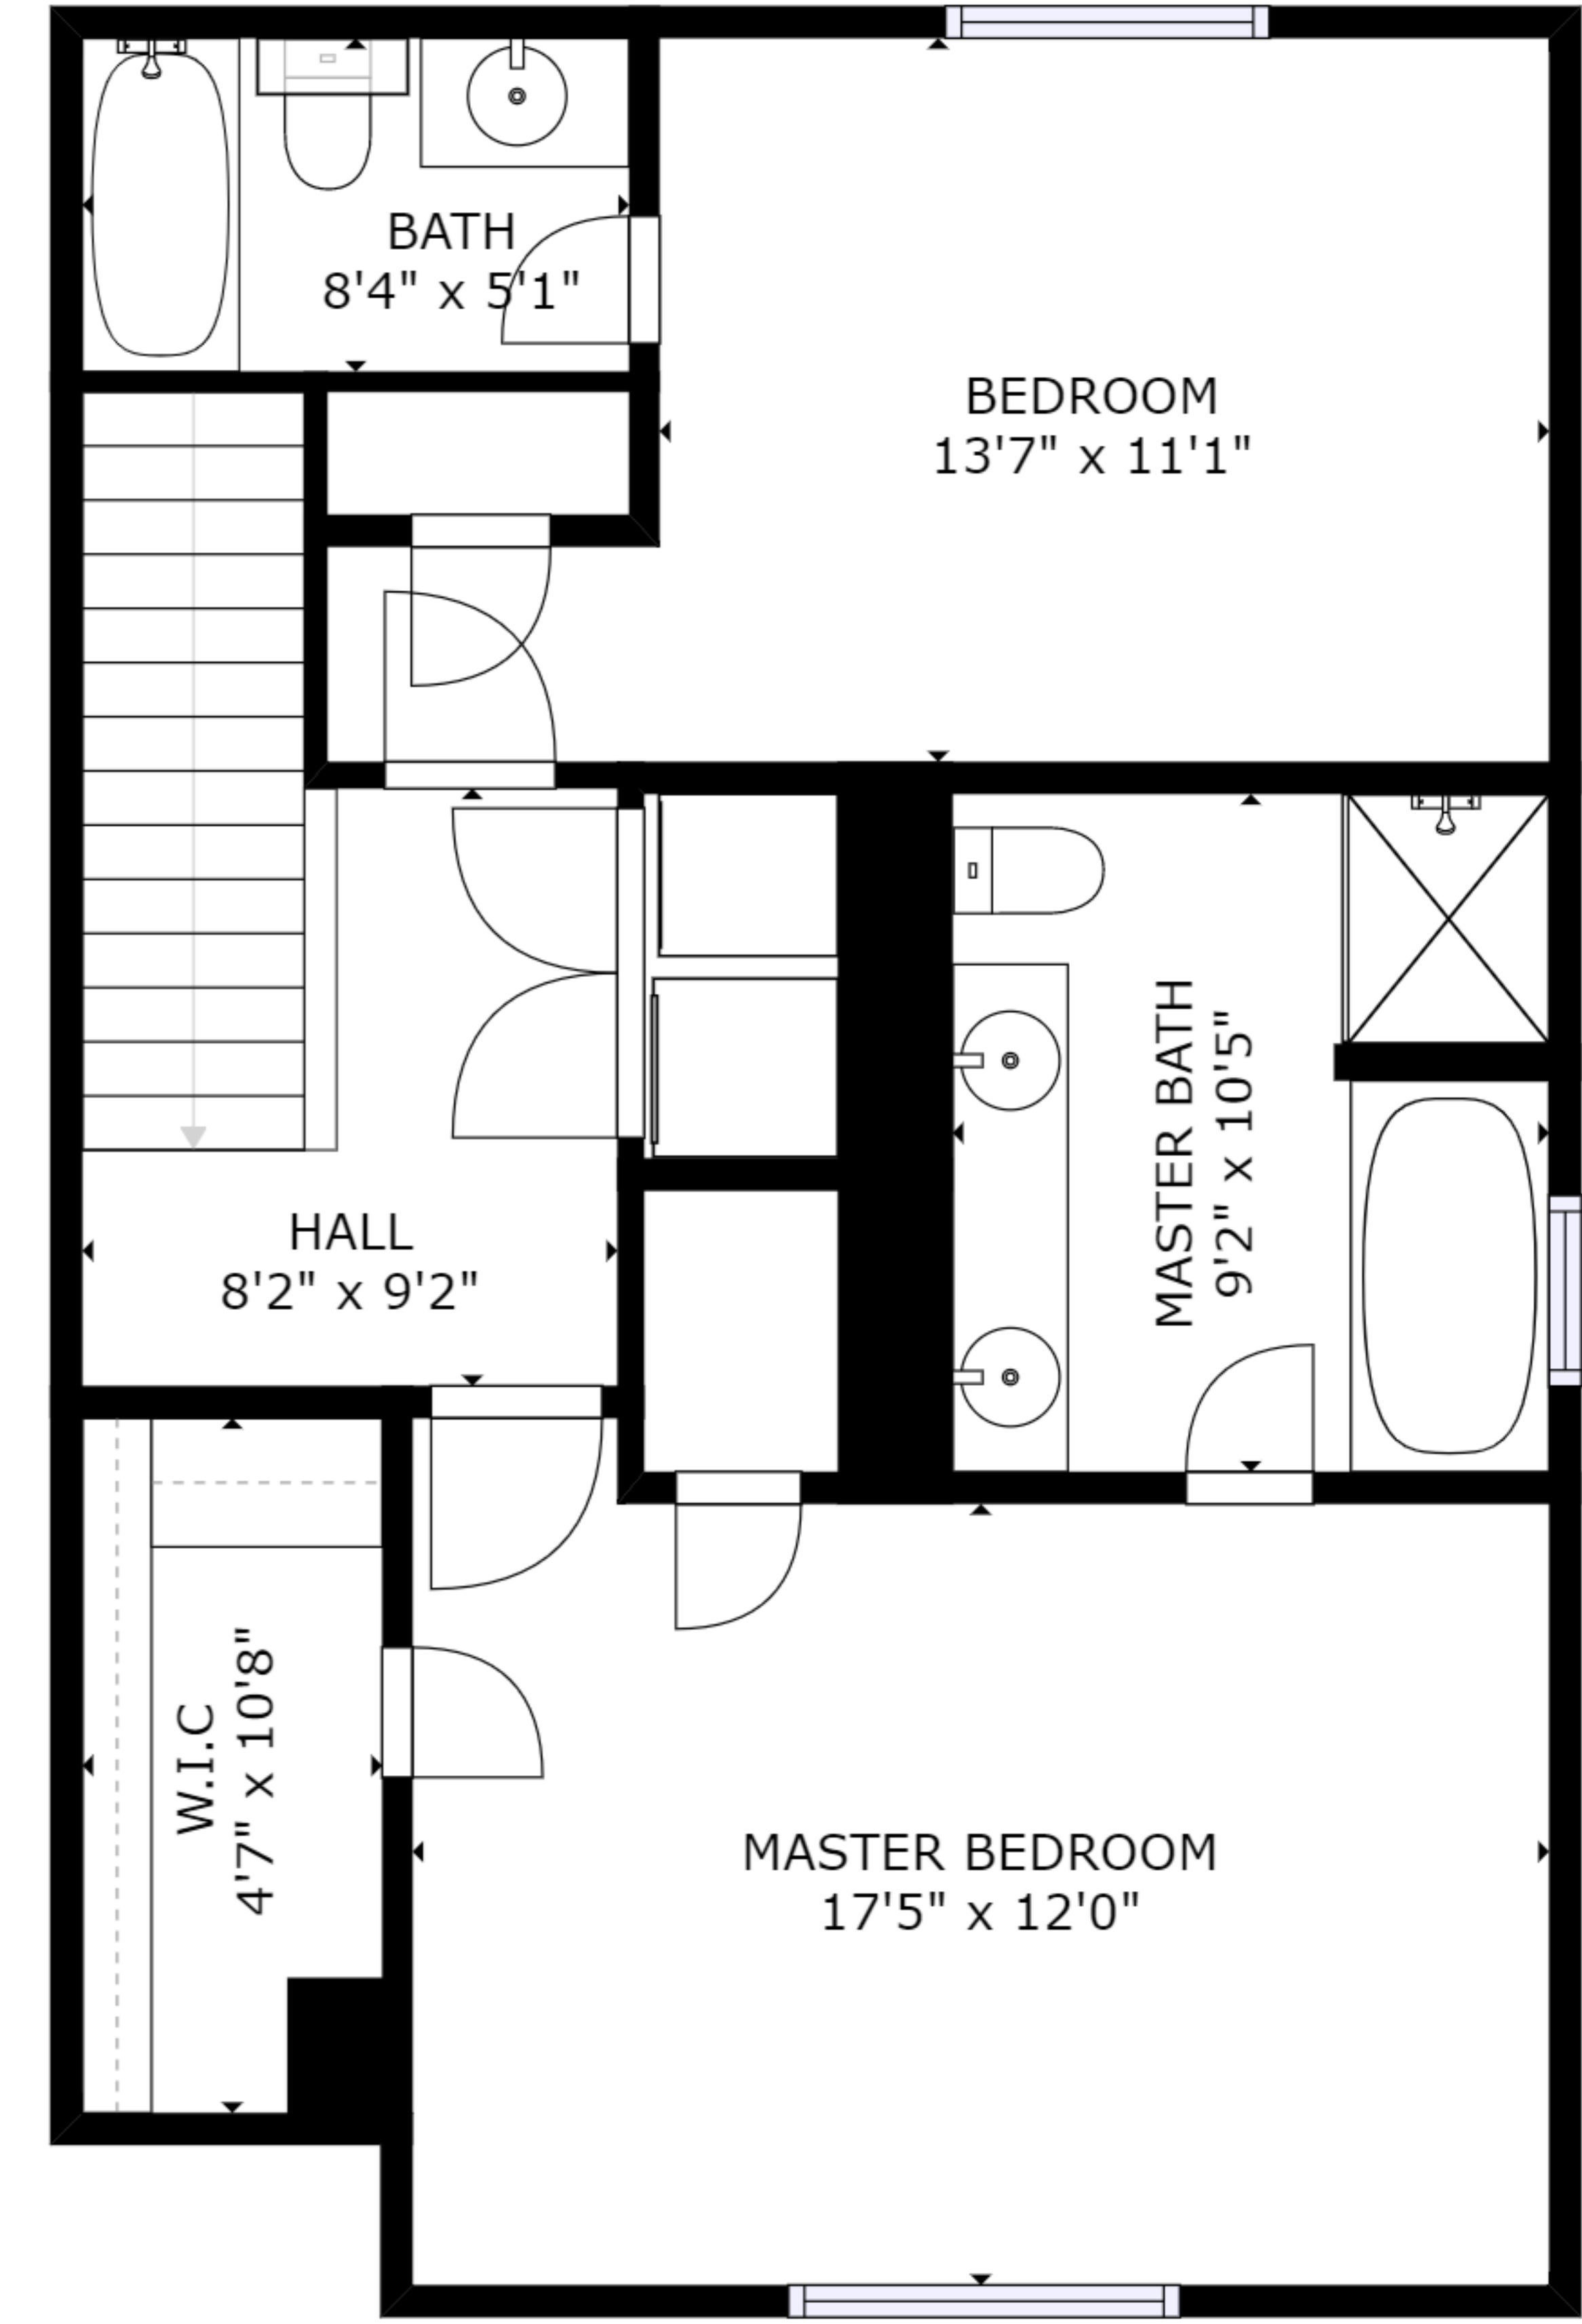 BATH
8'4" x 5'1"
BEDROOM
13'7" x 11'1"
MASTER BATH
9'2" x 10'5"
HALL
8'2" x 9'2"
W.I.C
4'7" x 10'8"
MASTER BEDROOM
17'5" x 12'0"